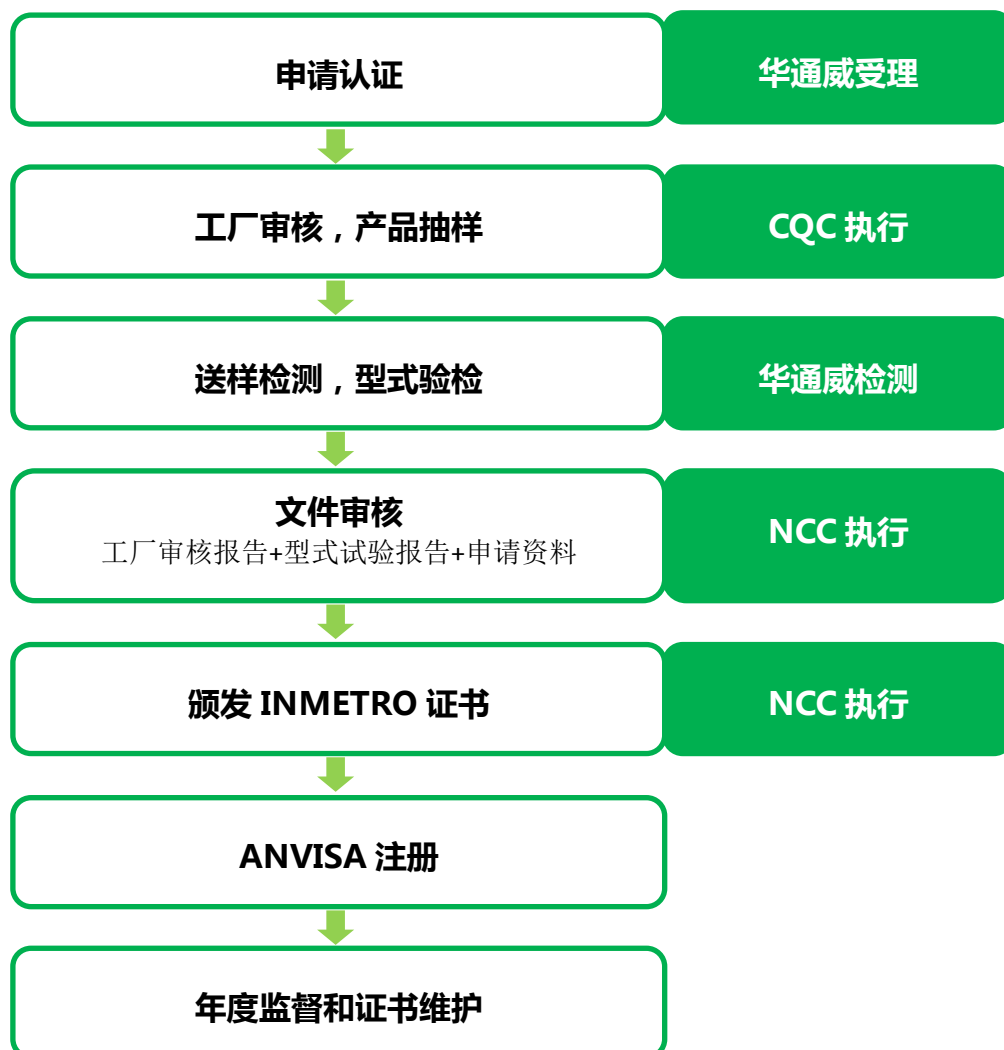 申请认证
华通威受理
工厂审核，产品抽样
CQC 执行
送样检测，型式验检
华通威检测
文件审核
工厂审核报告+型式试验报告+申请资料
NCC 执行
颁发 INMETRO 证书
NCC 执行
ANVISA 注册
年度监督和证书维护